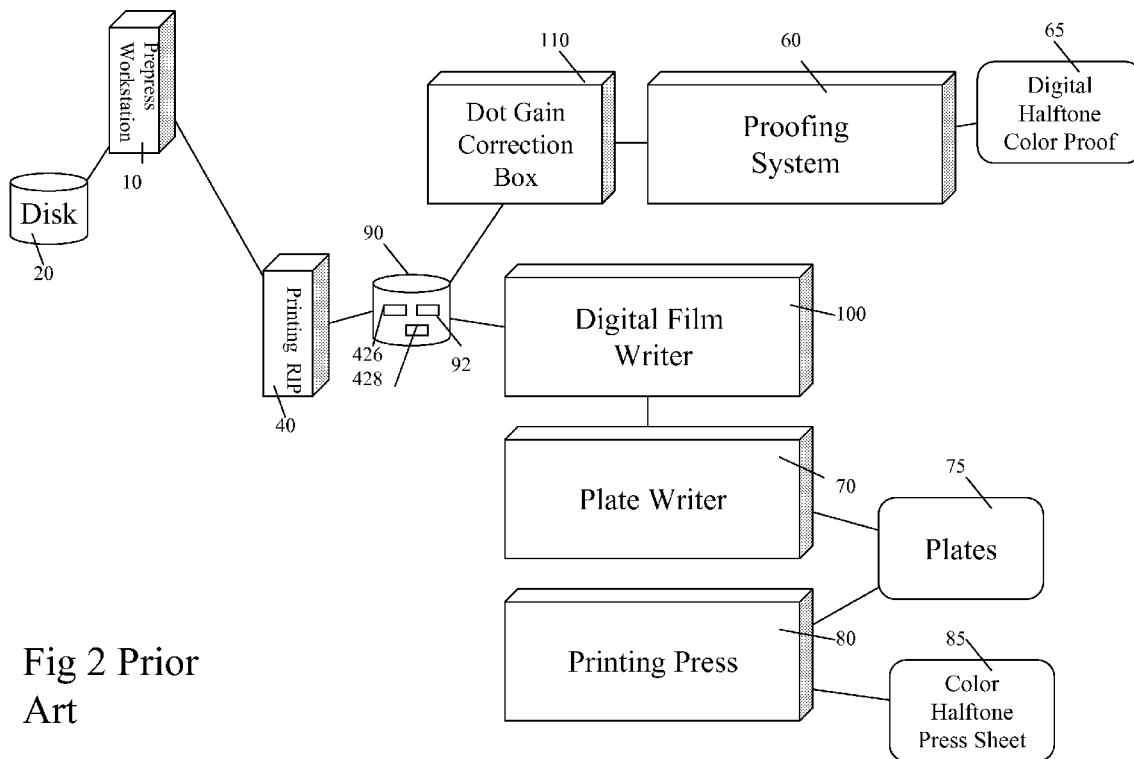 Prepress
Workstation
10
Disk
20
Printing RIP
40
90
426
428
92
110
Dot Gain
Correction
Box
60
Proofing
System
65
Digital
Halftone
Color Proof
Digital Film
Writer
100
Plate Writer
70
75
Plates
Printing Press
80
85
Color
Halftone
Press Sheet
Fig 2 Prior
Art